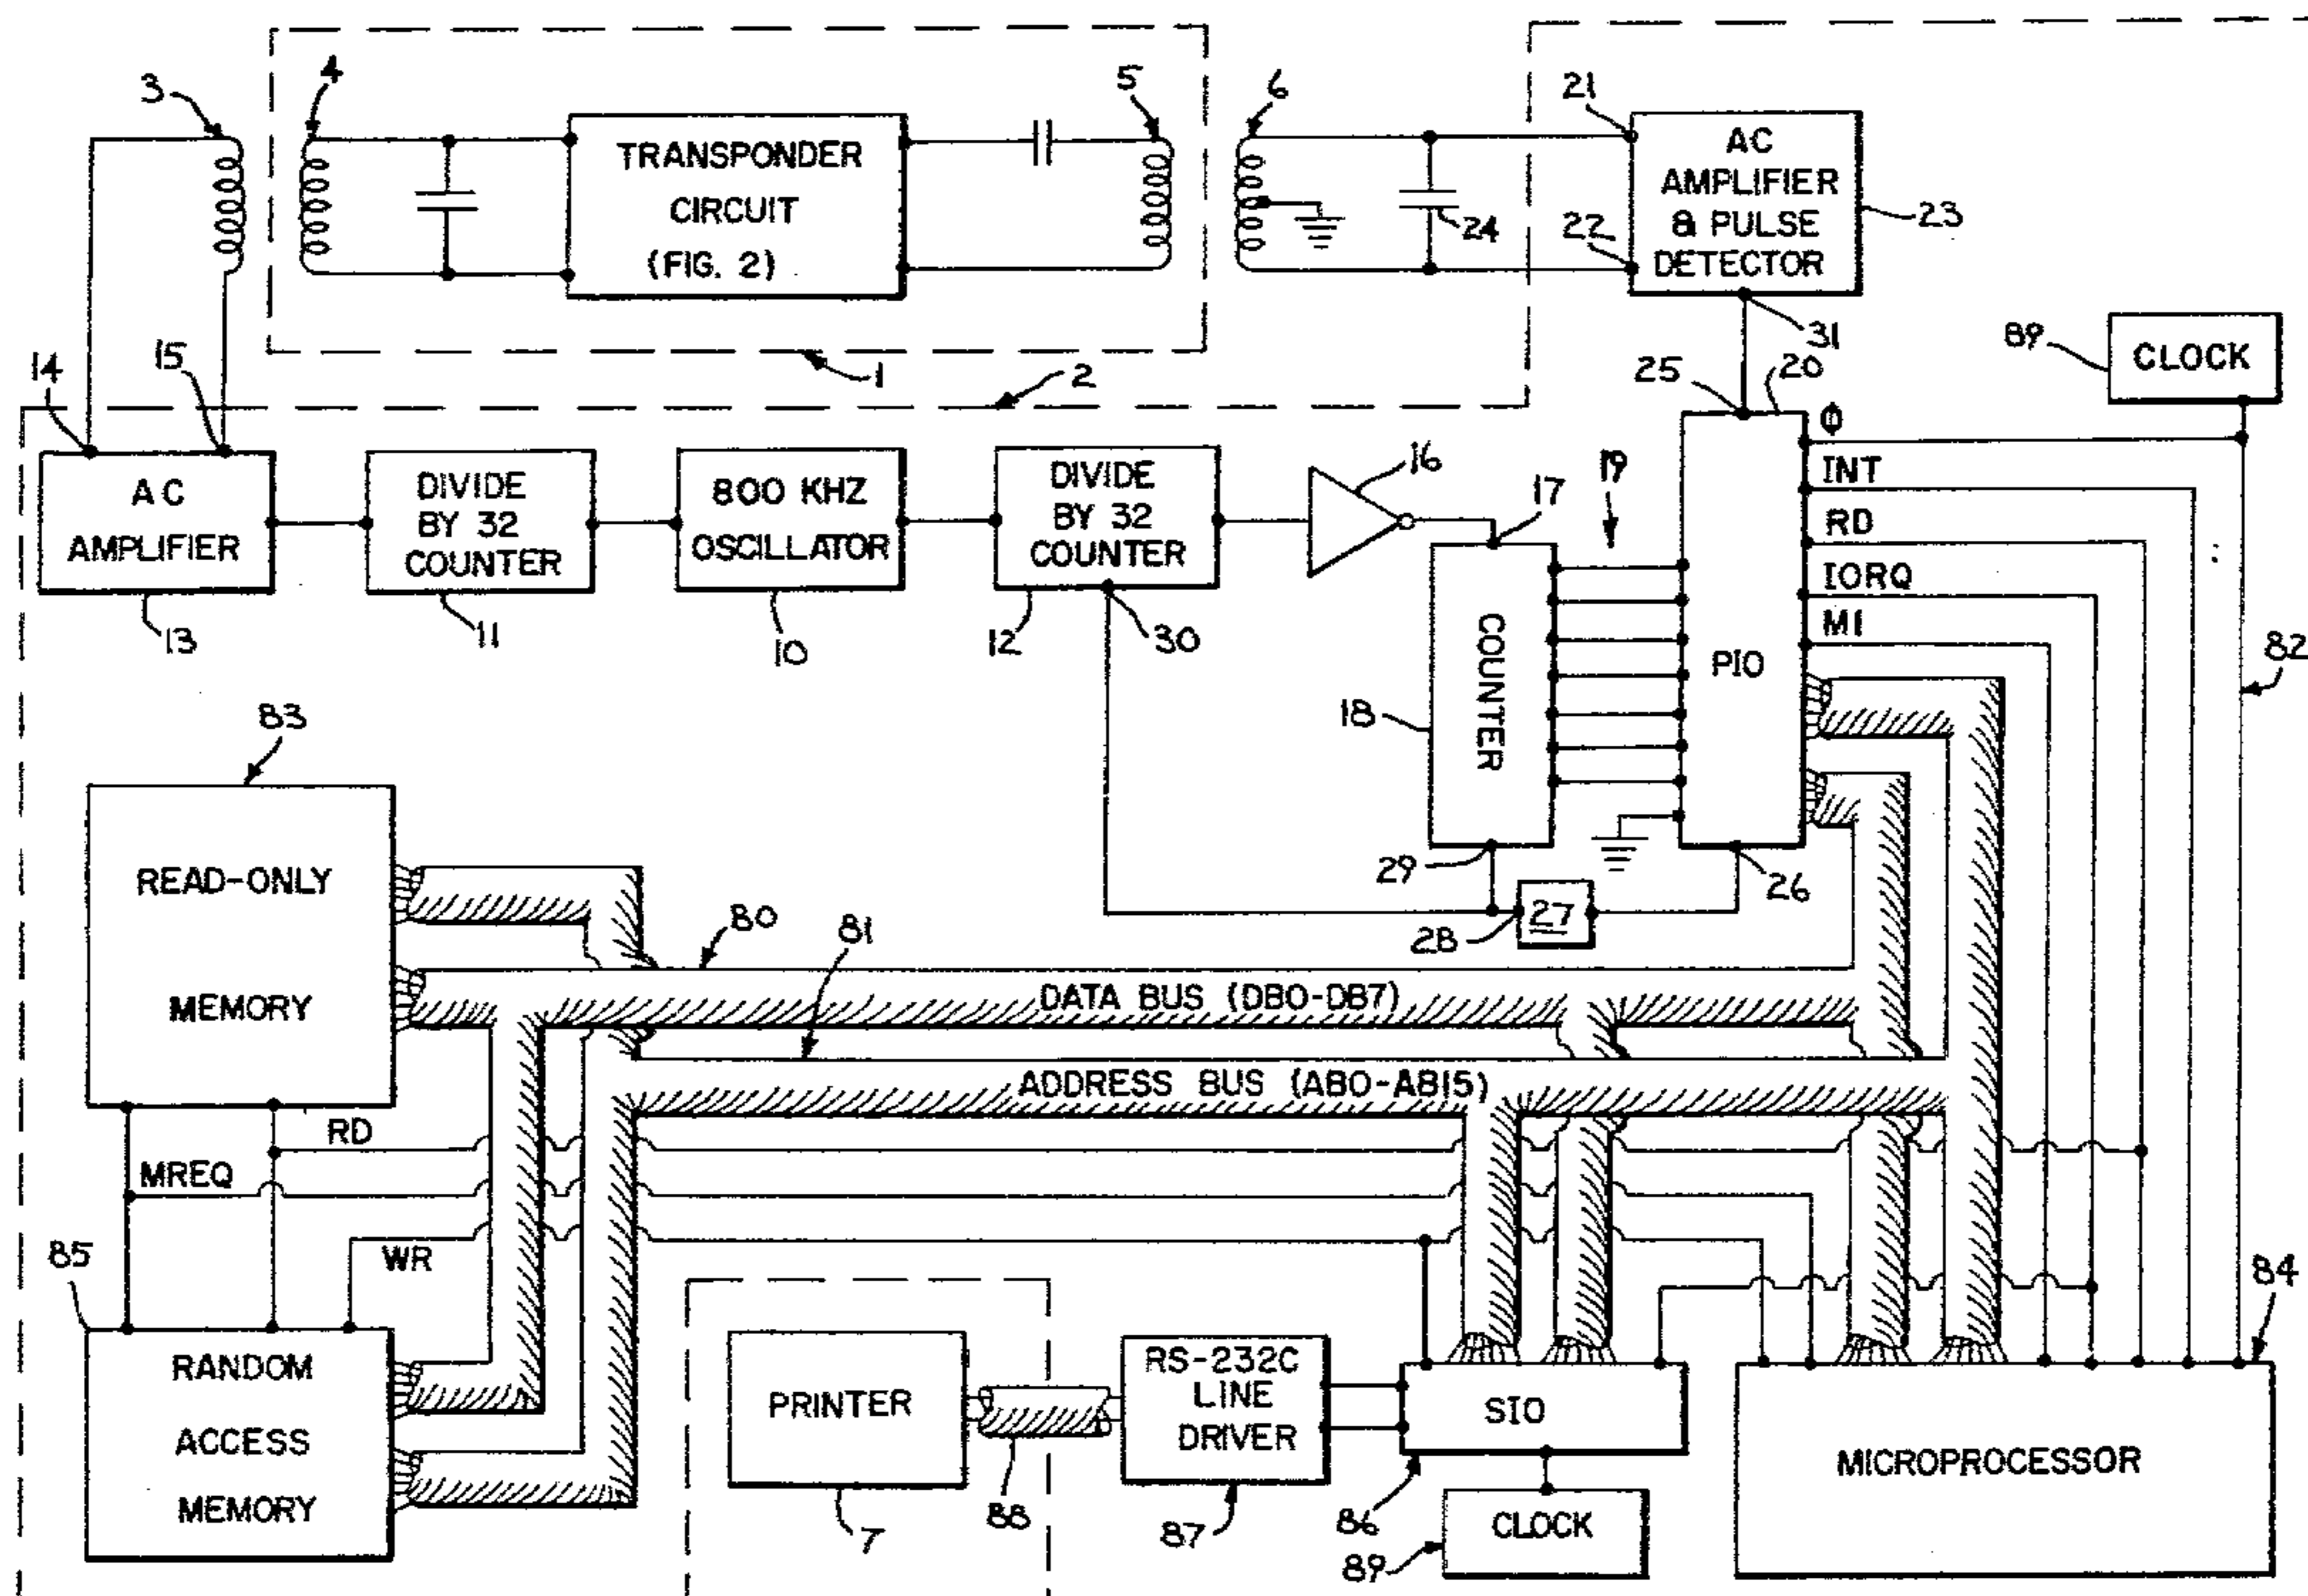 3
4
5
6
21
TRANSPONDER
CIRCUIT
(FIG. 2)
AC
AMPLIFIER
& PULSE
DETECTOR
22
23
24
31
1
2
14
15
25
20
89
CLOCK
AC
AMPLIFIER
13
DIVIDE
BY 32
COUNTER
11
800 KHZ
OSCILLATOR
10
DIVIDE
BY 32
COUNTER
12
30
16
17
19
Φ
INT
RD
IORQ
M1
COUNTER
18
PIO
82
29
28
27
26
83
READ-ONLY
MEMORY
80
81
DATA BUS (DB0-DB7)
ADDRESS BUS (AB0-AB15)
RD
MREQ
WR
85
RANDOM
ACCESS
MEMORY
PRINTER
7
88
RS-232C
LINE
DRIVER
87
SIO
86
CLOCK
89
84
MICROPROCESSOR